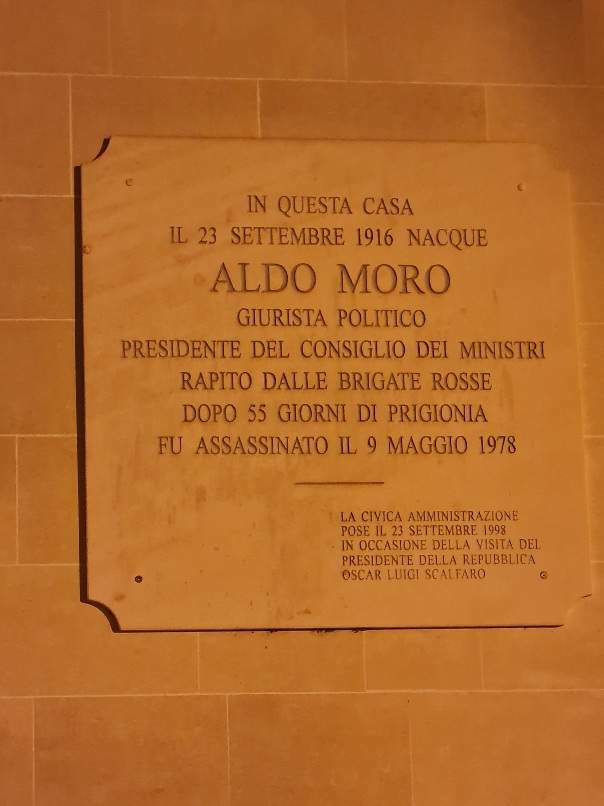 IN QUESTA CASA
IL 23 SETTEMBRE 1916 NACQUE
ALDO MORO
GIURISTA POLITICO
PRESIDENTE DEL CONSIGLIO DEI MINISTRI
RAPITO DALLE BRIGATE ROSSE
DOPO 55 GIORNI DI PRIGIONIA
FU ASSASSINATO IL 9 MAGGIO 1978
LA CIVICA AMMINISTRAZIONE
POSE IL 23 SETTEMBRE 1998
IN OCCASIONE DELLA VISITA DEL
PRESIDENTE DELLA REPUBBLICA
OSCAR LUIGI SCALFARO